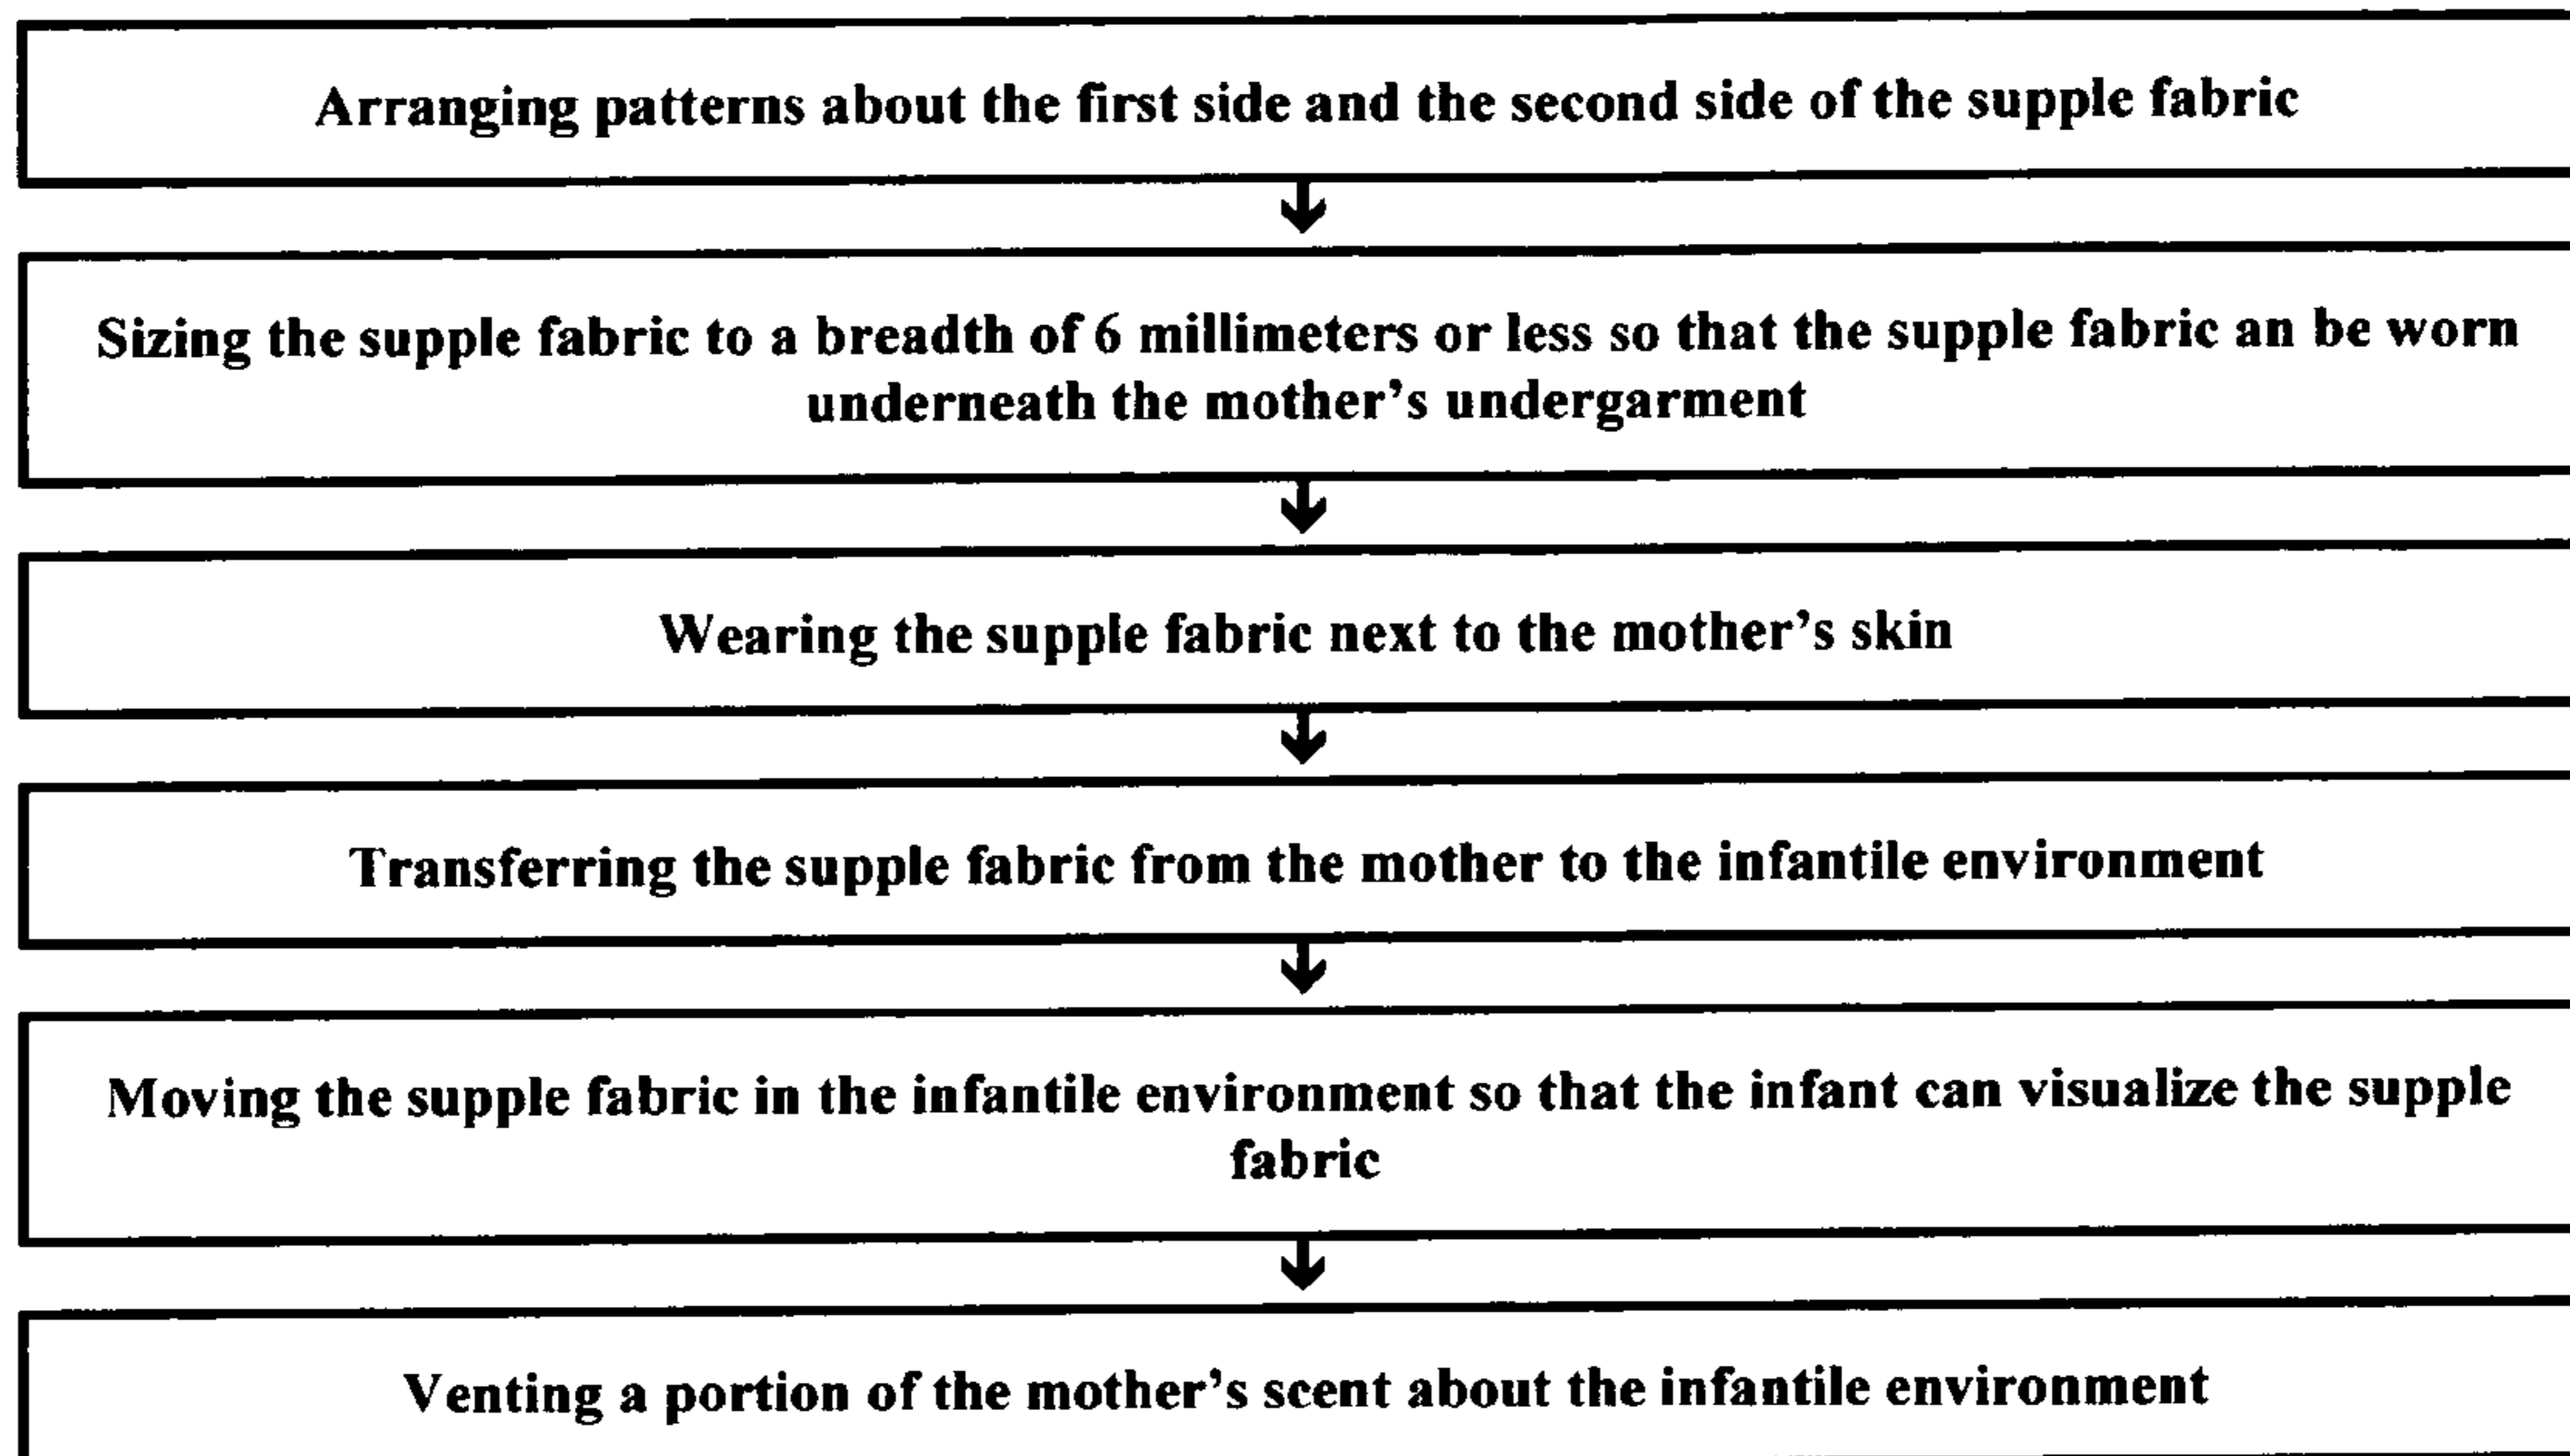 Arranging patterns about the first side and the second side of the supple fabric
Sizing the supple fabric to a breadth of 6 millimeters or less so that the supple fabric an be worn
underneath the mother's undergarment
Wearing the supple fabric next to the mother's skin
Transferring the supple fabric from the mother to the infantile environment
Moving the supple fabric in the infantile environment so that the infant can visualize the supple
fabric
Venting a portion of the mother's scent about the infantile environment